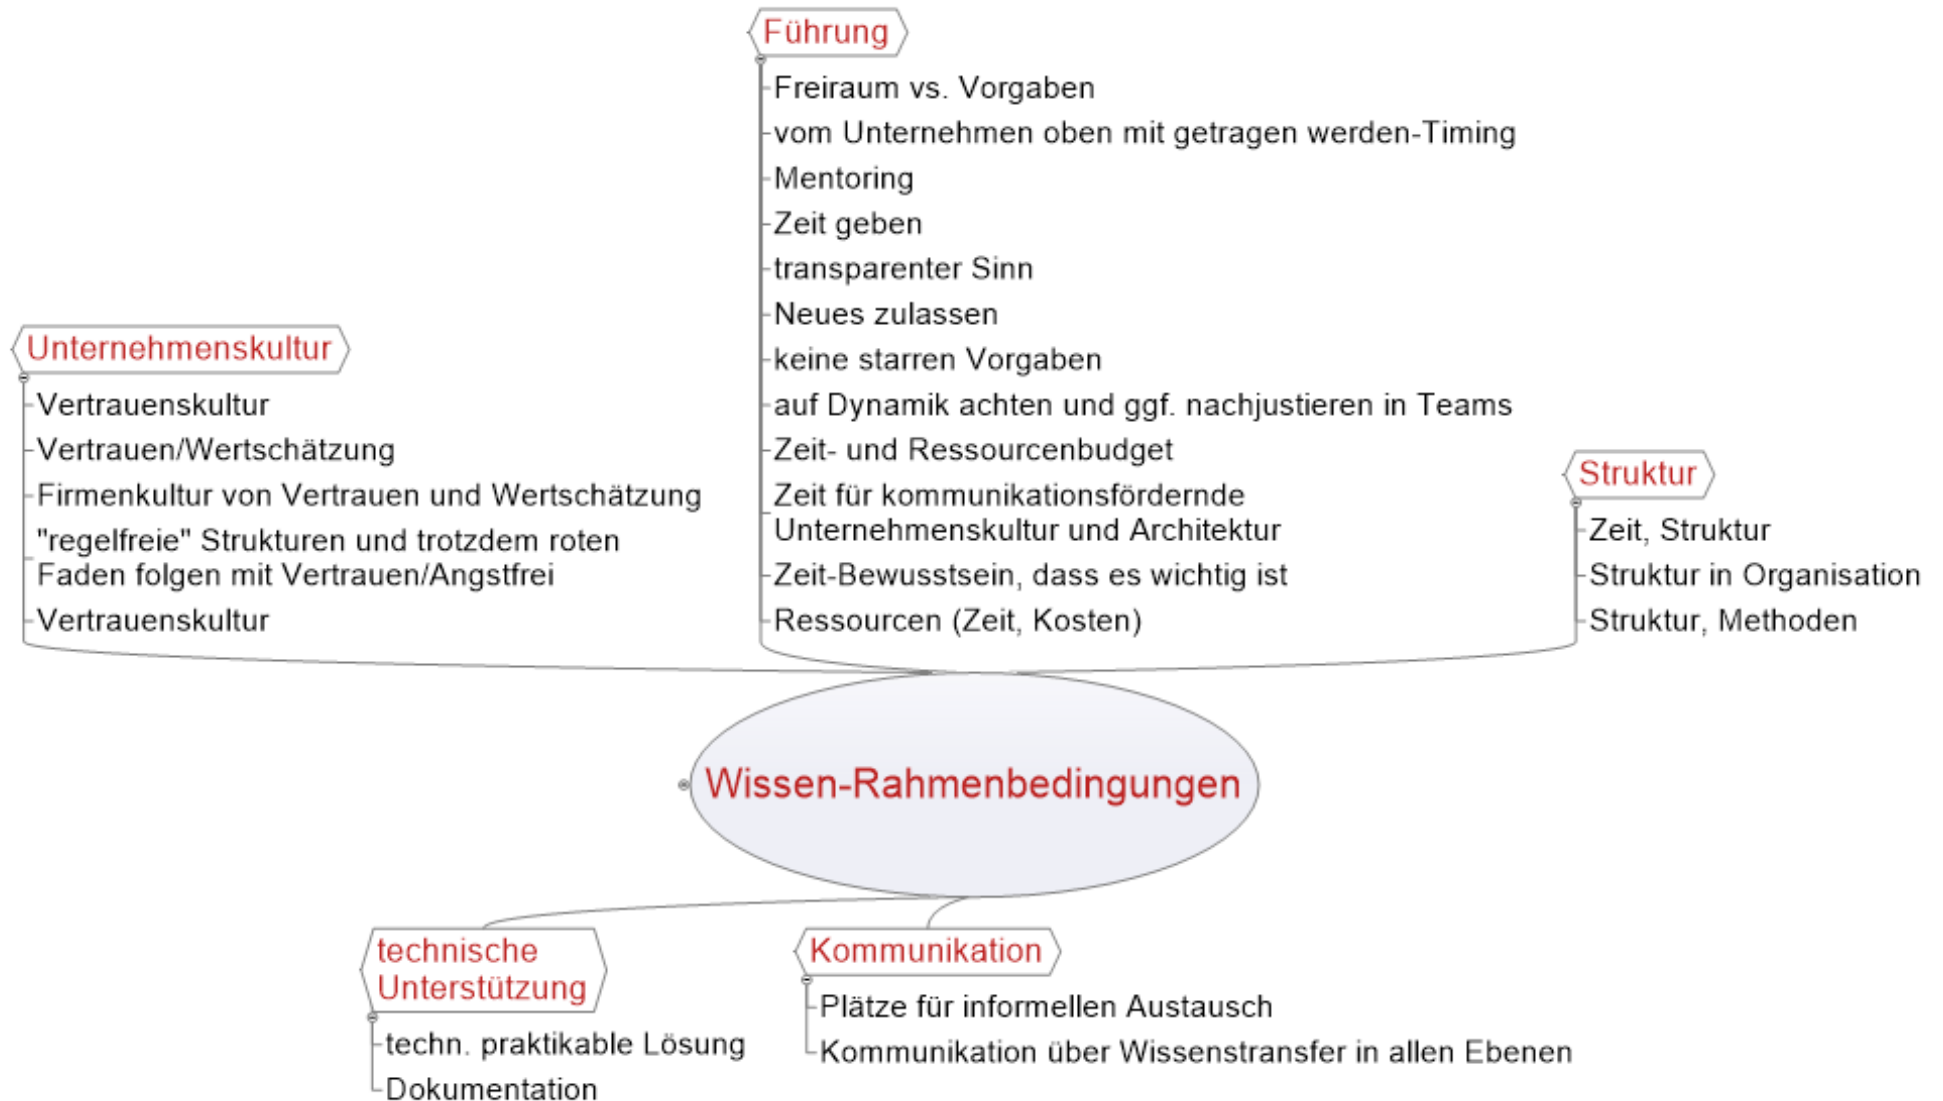 Führung
Freiraum vs. Vorgaben
vom Unternehmen oben mit getragen werden-Timing
Mentoring
Zeit geben
transparenter Sinn
Neues zulassen
keine starren Vorgaben
auf Dynamik achten und ggf. nachjustieren in Teams
Zeit- und Ressourcenbudget
Zeit für kommunikationsfördernde
Unternehmenskultur und Architektur
Zeit-Bewusstsein, dass es wichtig ist
Ressourcen (Zeit, Kosten)
Unternehmenskultur
Vertrauenskultur
Vertrauen/Wertschätzung
Firmenkultur von Vertrauen und Wertschätzung
"regelfreie" Strukturen und trotzdem roten
Faden folgen mit Vertrauen/Angstfrei
Vertrauenskultur
Struktur
Zeit, Struktur
Struktur in Organisation
Struktur, Methoden
Wissen-Rahmenbedingungen
technische
Unterstützung
techn. praktikable Lösung
Dokumentation
Kommunikation
Plätze für informellen Austausch
Kommunikation über Wissenstransfer in allen Ebenen